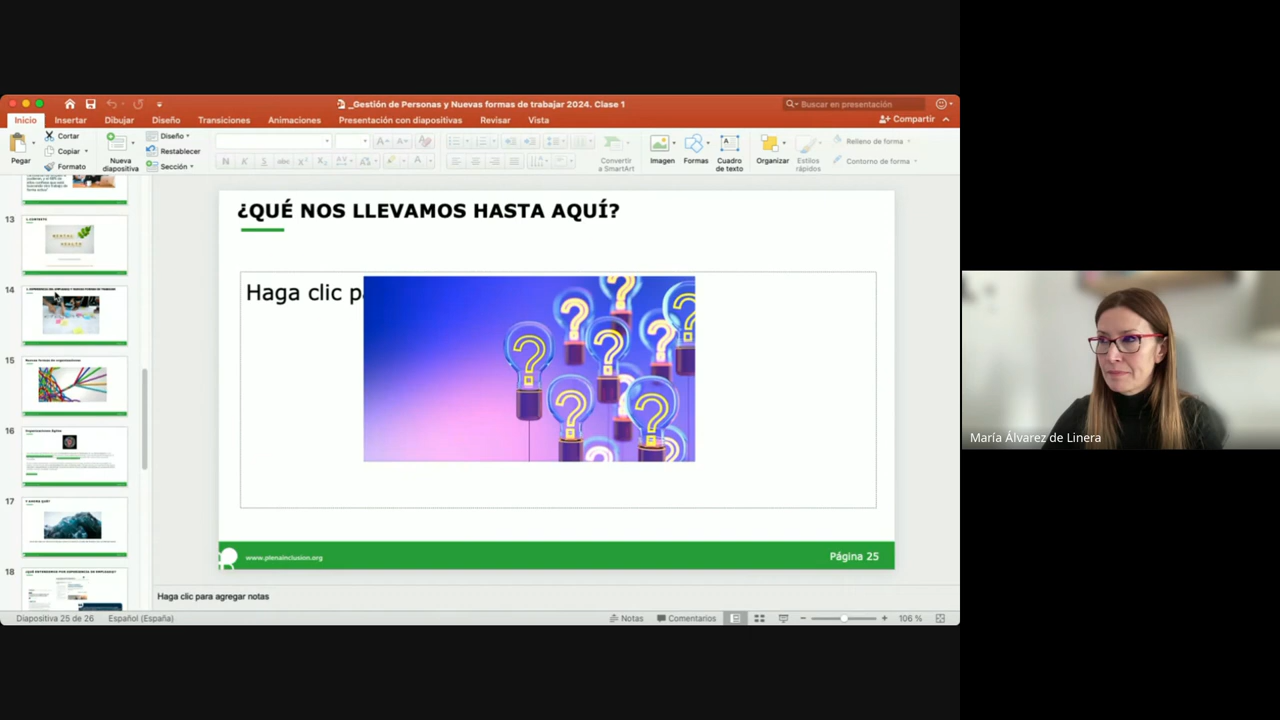 _Gestión de Personas y Nuevas formas de trabajar 2024. Clase 1
Buscar en presentación
Inicio
Insertar
Dibujar
Diseño
Transiciones
Animaciones
Presentación con diapositivas
Revisar
Vista
Compartir
Pegar
Cortar
Copiar
Formato
Nueva
diapositiva
Diseño
Restablecer
Sección
Convertir
a SmartArt
Imagen
Formas
Cuadro
de texto
Organizar
Estilos
rápidos
Relleno de forma
Contorno de forma
13
14
15
Nuevas formas de organizaciones
16
17
18
¿QUÉ NOS LLEVAMOS HASTA AQUÍ?
Haga clic p
www.plenainclusion.org
Página 25
Haga clic para agregar notas
Diapositiva 25 de 26
Español (España)
Notas
Comentarios
106 %
María Álvarez de Linera